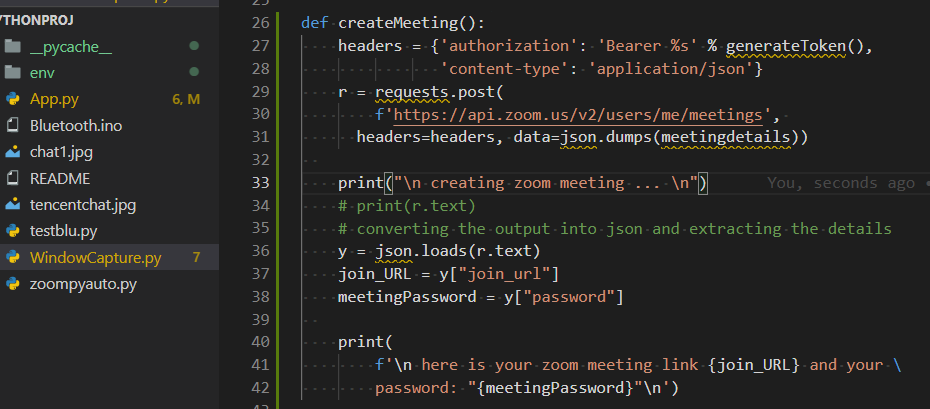 YTHONPROJ
__pycache__
env
App.py 6, M
Bluetooth.ino
chat1.jpg
README
tencentchat.jpg
testblu.py
WindowCapture.py 7
zoompyauto.py
26 def createMeeting():
27     headers = {'authorization': 'Bearer %s' % generateToken(),
28                'content-type': 'application/json'}
29     r = requests.post(
30         f'https://api.zoom.us/v2/users/me/meetings',
31       headers=headers, data=json.dumps(meetingdetails))
32
33     print("\n creating zoom meeting ... \n") You, seconds ago •
34     # print(r.text)
35     # converting the output into json and extracting the details
36     y = json.loads(r.text)
37     join_URL = y["join_url"]
38     meetingPassword = y["password"]
39
40     print(
41         f'\n here is your zoom meeting link {join_URL} and your \
42         password: "{meetingPassword}"\n')